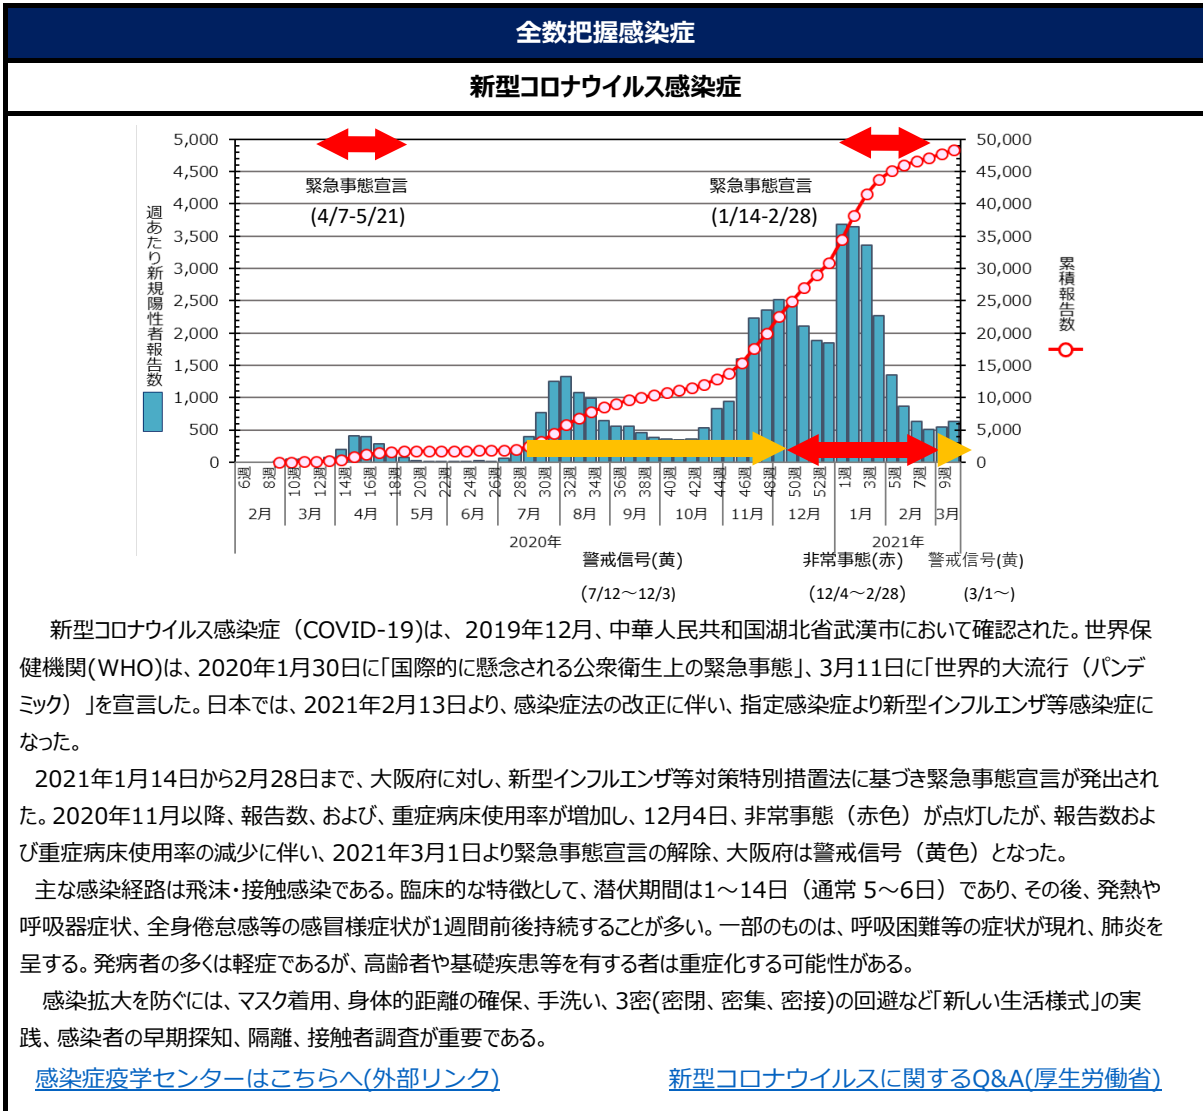 全数把握感染症
新型コロナウイルス感染症
5,000
4,500
4,000
3,500
3,000
2,500
2,000
1,500
1,000
500
0
週あたり新規陽性者報告数
緊急事態宣言
(4/7-5/21)
緊急事態宣言
(1/14-2/28)
50,000
45,000
40,000
35,000
30,000
25,000
20,000
15,000
10,000
5,000
0
累積報告数
6週 8週 10週 12週 14週 16週 18週 20週 22週 24週 26週 28週 30週 32週 34週 36週 38週 40週 42週 44週 46週 48週 50週 52週 1週 3週 5週 7週 9週
2月 3月 4月 5月 6月 7月 8月 9月 10月 11月 12月 1月 2月 3月
2020年 2021年
警戒信号(黄) 非常事態(赤) 警戒信号(黄)
(7/12～12/3) (12/4～2/28) (3/1～)
新型コロナウイルス感染症（COVID-19)は、2019年12月、中華人民共和国湖北省武漢市において確認された。世界保
健機関(WHO)は、2020年1月30日に「国際的に懸念される公衆衛生上の緊急事態」、3月11日に「世界的大流行（パンデ
ミック）」を宣言した。日本では、2021年2月13日より、感染症法の改正に伴い、指定感染症より新型インフルエンザ等感染症に
なった。
2021年1月14日から2月28日まで、大阪府に対し、新型インフルエンザ等対策特別措置法に基づき緊急事態宣言が発出され
た。2020年11月以降、報告数、および、重症病床使用率が増加し、12月4日、非常事態（赤色）が点灯したが、報告数およ
び重症病床使用率の減少に伴い、2021年3月1日より緊急事態宣言の解除、大阪府は警戒信号（黄色）となった。
主な感染経路は飛沫・接触感染である。臨床的な特徴として、潜伏期間は1～14日（通常 5～6日）であり、その後、発熱や
呼吸器症状、全身倦怠感等の感冒様症状が1週間前後持続することが多い。一部のものは、呼吸困難等の症状が現れ、肺炎を
呈する。発病者の多くは軽症であるが、高齢者や基礎疾患等を有する者は重症化する可能性がある。
感染拡大を防ぐには、マスク着用、身体的距離の確保、手洗い、3密(密閉、密集、密接)の回避など「新しい生活様式」の実
践、感染者の早期探知、隔離、接触者調査が重要である。
感染症疫学センターはこちらへ(外部リンク) 新型コロナウイルスに関するQ&A(厚生労働省)